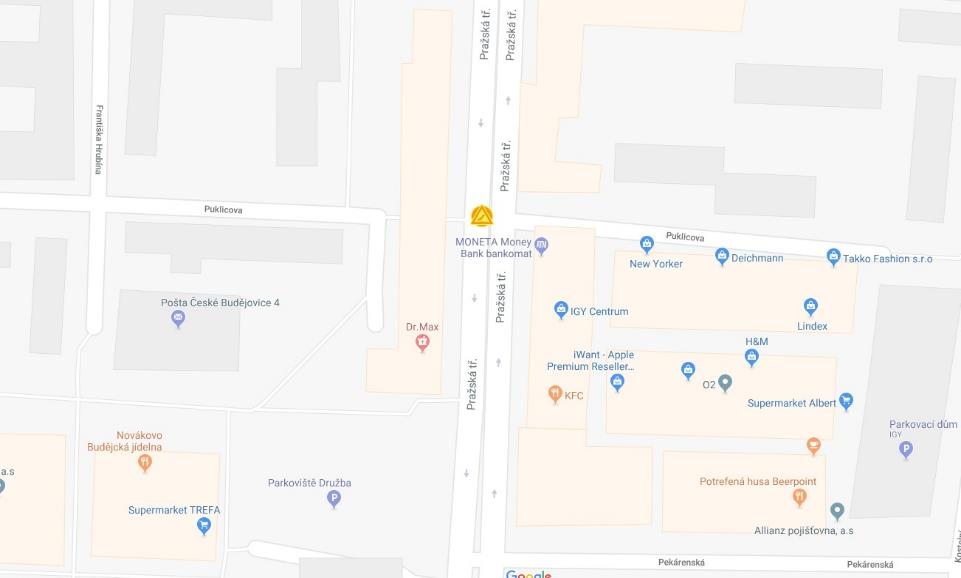 Pražská tř.
Pražská tř.
Františka Hrubína
Pražská tř.
Puklicova
Puklicova
MONETA Money
Bank bankomat
New Yorker
Deichmann
Takko Fashion s.r.o
Pražská tř.
Pošta České Budějovice 4
IGY Centrum
Lindex
Dr.Max
H&M
iWant - Apple
Premium Reseller...
O2
Pražská tř.
KFC
Supermarket Albert
Parkovací dům
IGY
Novákovo
Budějcká jídelna
a.s
Parkoviště Družba
Potrefená husa Beerpoint
Supermarket TREFA
Allianz pojišťovna, a.s
Pekárenská
Pekárenská
Google